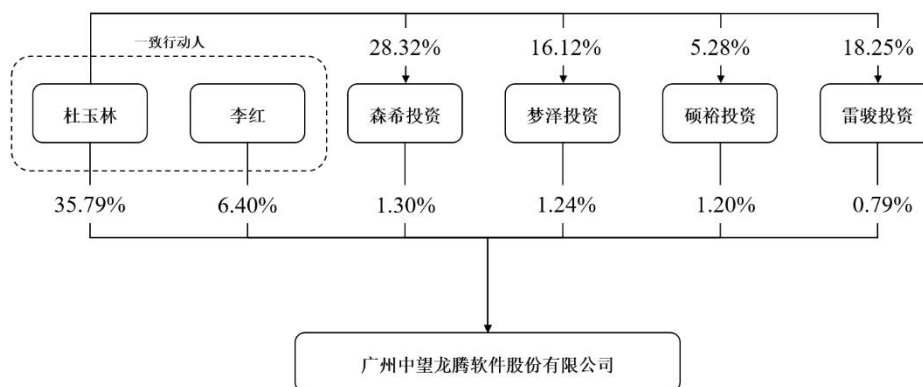 一致行动人
28.32% 16.12% 5.28% 18.25%
杜玉林 李红 森希投资 梦泽投资 硕裕投资 雷骏投资
35.79% 6.40% 1.30% 1.24% 1.20% 0.79%
广州中望龙腾软件股份有限公司